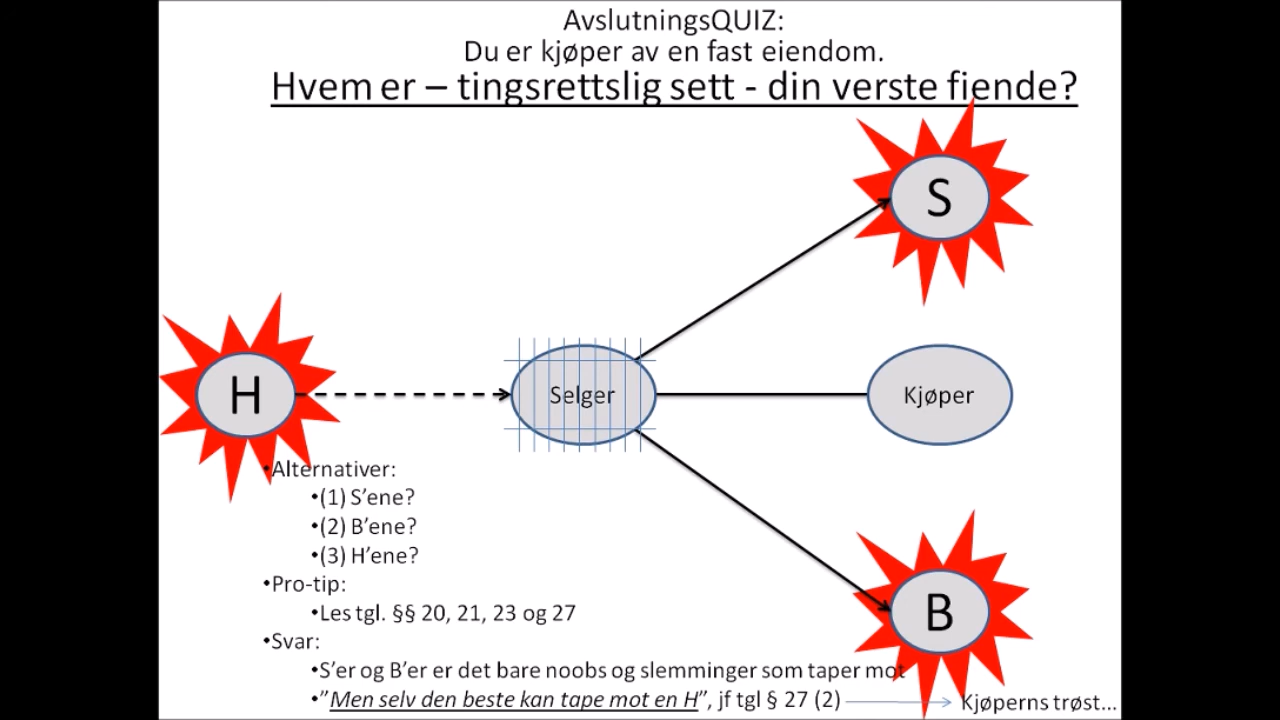 AvslutningsQUIZ:
Du er kjøper av en fast eiendom.
Hvem er – tingsrettslig sett - din verste fiende?
S
H
Selger
Kjøper
•Alternativer:
•(1) S’ene?
•(2) B’ene?
•(3) H’ene?
•Pro-tip:
•Les tgl. §§ 20, 21, 23 og 27
•Svar:
B
•S’er og B’er er det bare noobs og slemminger som taper mot
•”Men selv den beste kan tape mot en H”, jf tgl § 27 (2)
Kjøperns trøst...